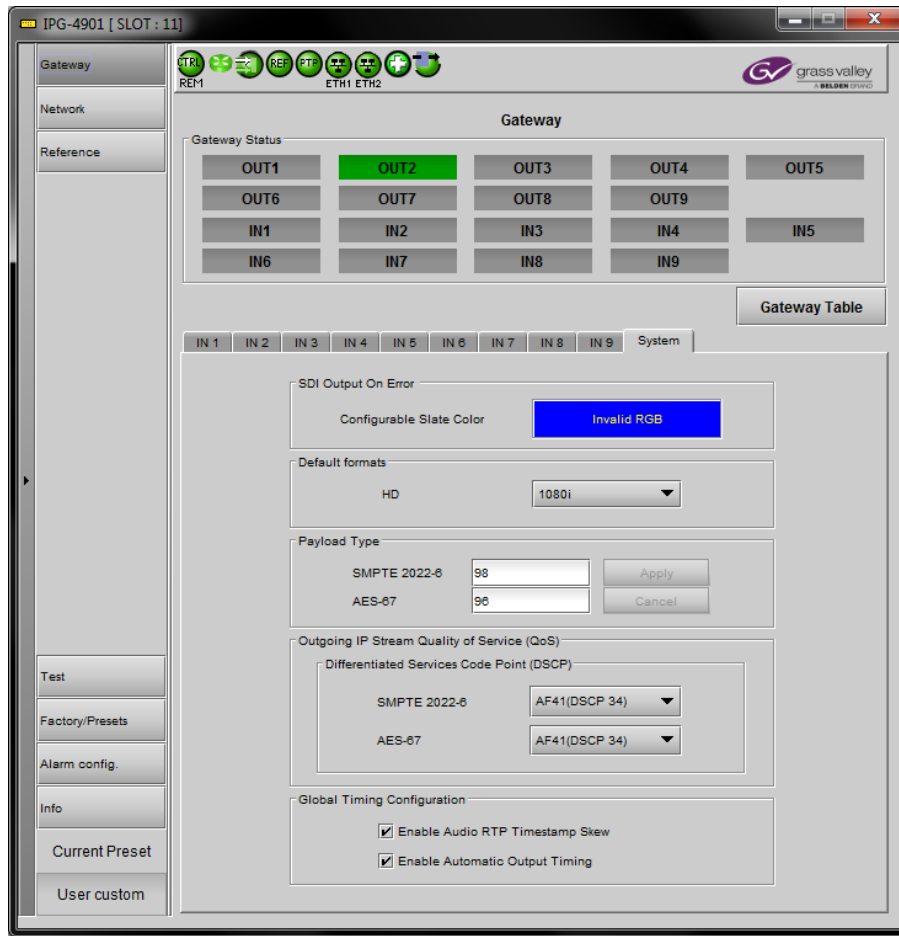 IPG-4901 [ SLOT : 11]
Gateway
Network
Reference
Test
Factory/Presets
Alarm config.
Info
Current Preset
User custom
CTRL REF PTP
REM ETH1 ETH2
GV grass valley
A BELDEN BRAND
Gateway
Gateway Status
OUT1 OUT2 OUT3 OUT4 OUT5
OUT6 OUT7 OUT8 OUT9
IN1 IN2 IN3 IN4 IN5
IN6 IN7 IN8 IN9
Gateway Table
IN 1 IN 2 IN 3 IN 4 IN 5 IN 6 IN 7 IN 8 IN 9 System
SDI Output On Error
Configurable Slate Color Invalid RGB
Default formats
HD 1080i
Payload Type
SMPTE 2022-6 98 Apply
AES-67 96 Cancel
Outgoing IP Stream Quality of Service (QoS)
Differentiated Services Code Point (DSCP)
SMPTE 2022-6 AF41(DSCP 34)
AES-67 AF41(DSCP 34)
Global Timing Configuration
Enable Audio RTP Timestamp Skew
Enable Automatic Output Timing